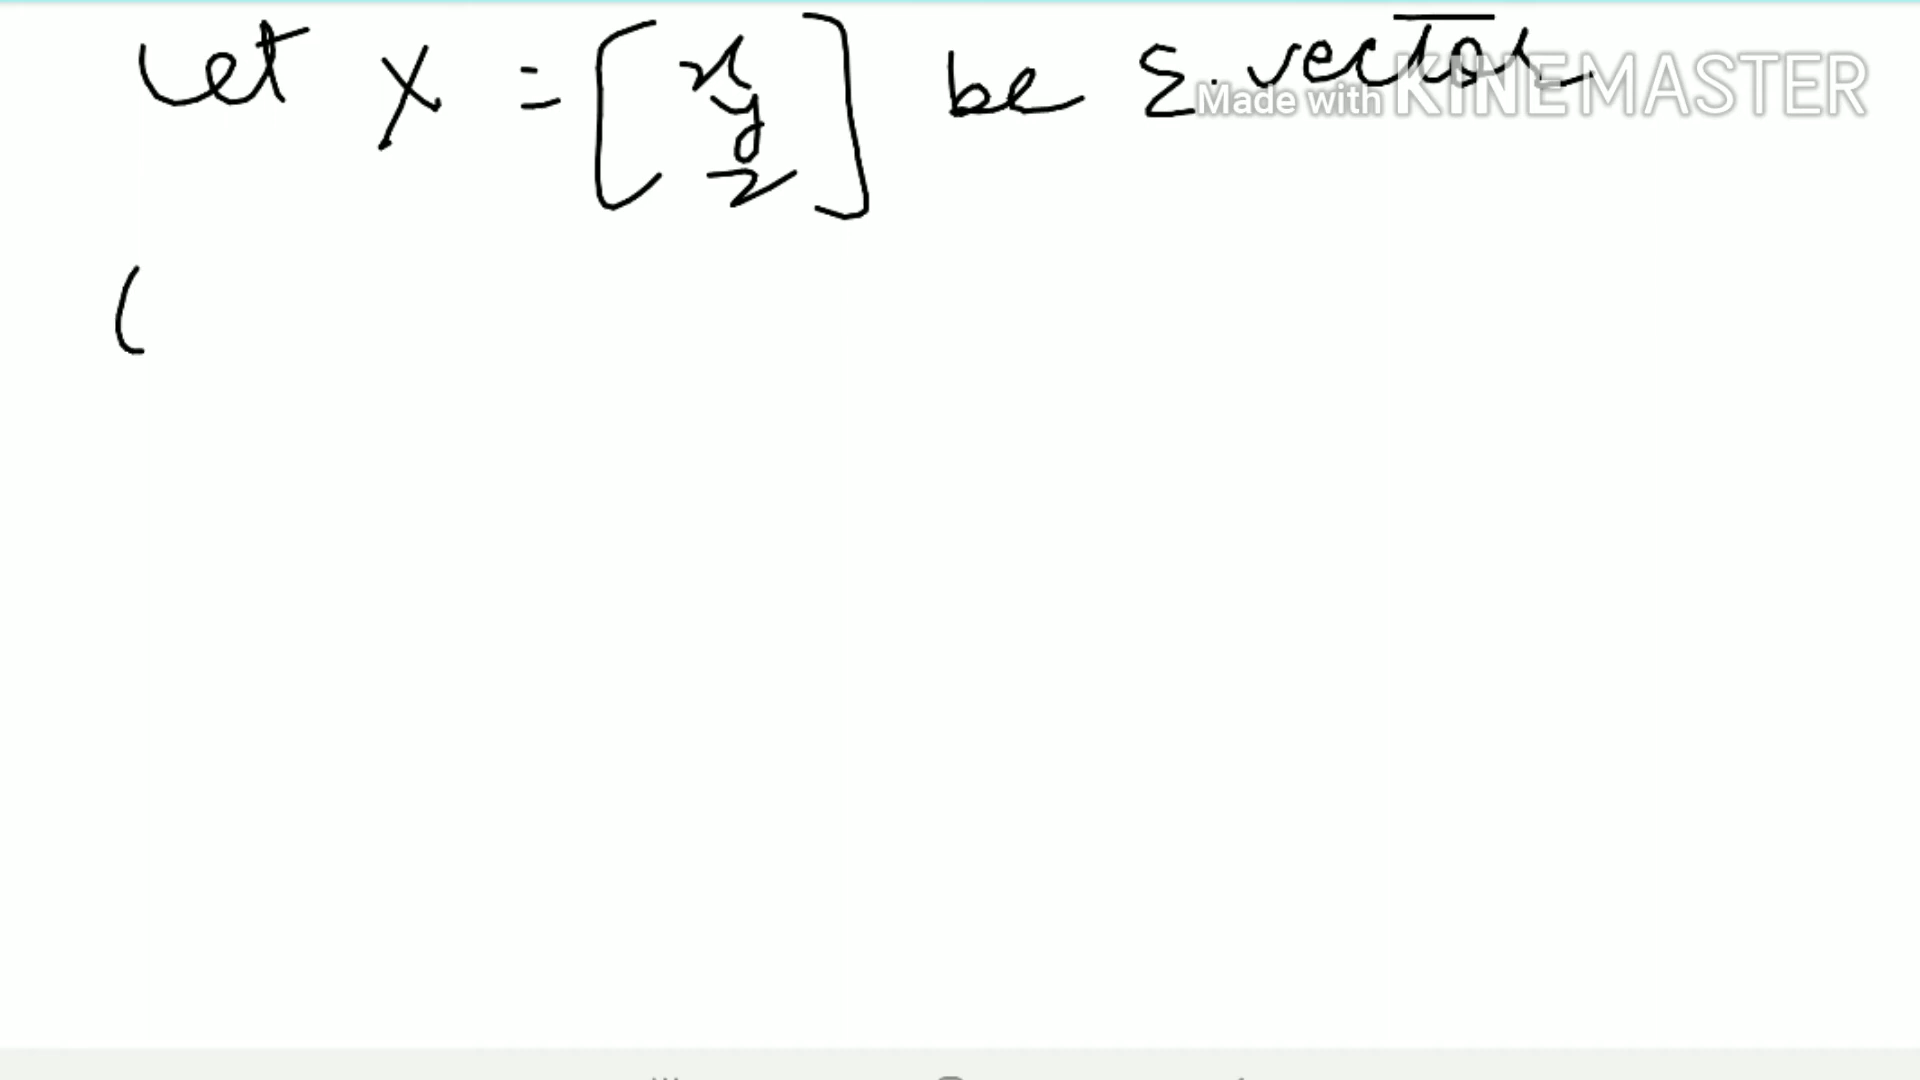 Let X = [x y z] be E.vector
Made with KINEMASTER
(